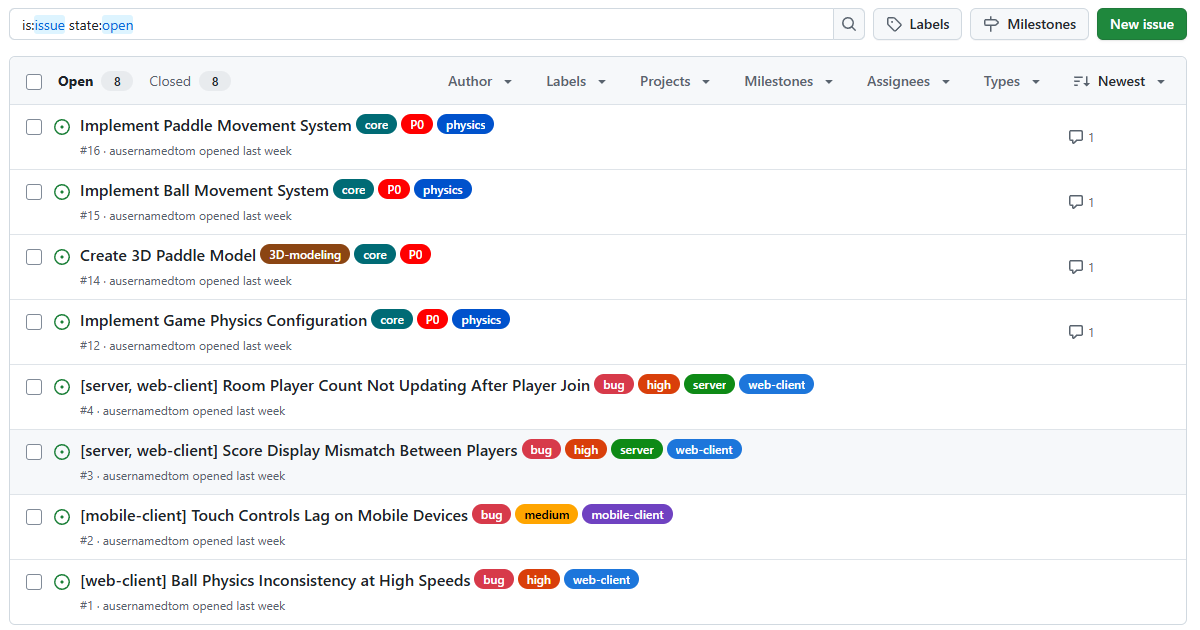 is:issue state:open Labels Milestones New issue
Open 8 Closed 8 Author Labels Projects Milestones Assignees Types Newest
Implement Paddle Movement System core P0 physics
#16 · ausernamedtom opened last week 1
Implement Ball Movement System core P0 physics
#15 · ausernamedtom opened last week 1
Create 3D Paddle Model 3D-modeling core P0
#14 · ausernamedtom opened last week 1
Implement Game Physics Configuration core P0 physics
#12 · ausernamedtom opened last week 1
[server, web-client] Room Player Count Not Updating After Player Join bug high server web-client
#4 · ausernamedtom opened last week
[server, web-client] Score Display Mismatch Between Players bug high server web-client
#3 · ausernamedtom opened last week
[mobile-client] Touch Controls Lag on Mobile Devices bug medium mobile-client
#2 · ausernamedtom opened last week
[web-client] Ball Physics Inconsistency at High Speeds bug high web-client
#1 · ausernamedtom opened last week